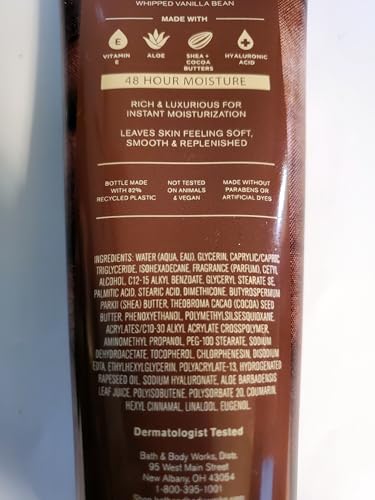 WHIPPED VANILLA BEAN
MADE WITH
E
VITAMIN
E
ALOE
SHEA +
COCOA
BUTTERS
HYALURONIC
ACID
48 HOUR MOISTURE
RICH & LUXURIOUS FOR
INSTANT MOISTURIZATION
LEAVES SKIN FEELING SOFT,
SMOOTH & REPLENISHED
BOTTLE MADE
WITH 82%
RECYCLED PLASTIC
NOT TESTED
ON ANIMALS
& VEGAN
MADE WITHOUT
PARABENS OR
ARTIFICIAL DYES
INGREDIENTS: WATER (AQUA, EAU), GLYCERIN, CAPRYLIC/CAPRIC
TRIGLYCERIDE, ISOHEXADECANE, FRAGRANCE (PARFUM), CETYL
ALCOHOL, C12-15 ALKYL BENZOATE, GLYCERYL STEARATE SE,
PALMITIC ACID, STEARIC ACID, DIMETHICONE, BUTYROSPERMUM
PARKII (SHEA) BUTTER, THEOBROMA CACAO (COCOA) SEED
BUTTER, PHENOXYETHANOL, POLYMETHYLSILSESQUIOXANE,
ACRYLATES/C10-30 ALKYL ACRYLATE CROSSPOLYMER,
AMINOMETHYL PROPANOL, PEG-100 STEARATE, SODIUM
DEHYDROACETATE, TOCOPHEROL, CHLORPHENESIN, DISODIUM
EDTA, ETHYLHEXYLGLYCERIN, POLYACRYLATE-13, HYDROGENATED
RAPESEED OIL, SODIUM HYALURONATE, ALOE BARBADENSIS
LEAF JUICE, POLYISOBUTENE, POLYSORBATE 20, COUMARIN,
HEXYL CINNAMAL, LINALOOL, EUGENOL.
Dermatologist Tested
Bath & Body Works, Distr.
95 West Main Street
New Albany, OH 43054
1-800-395-1001